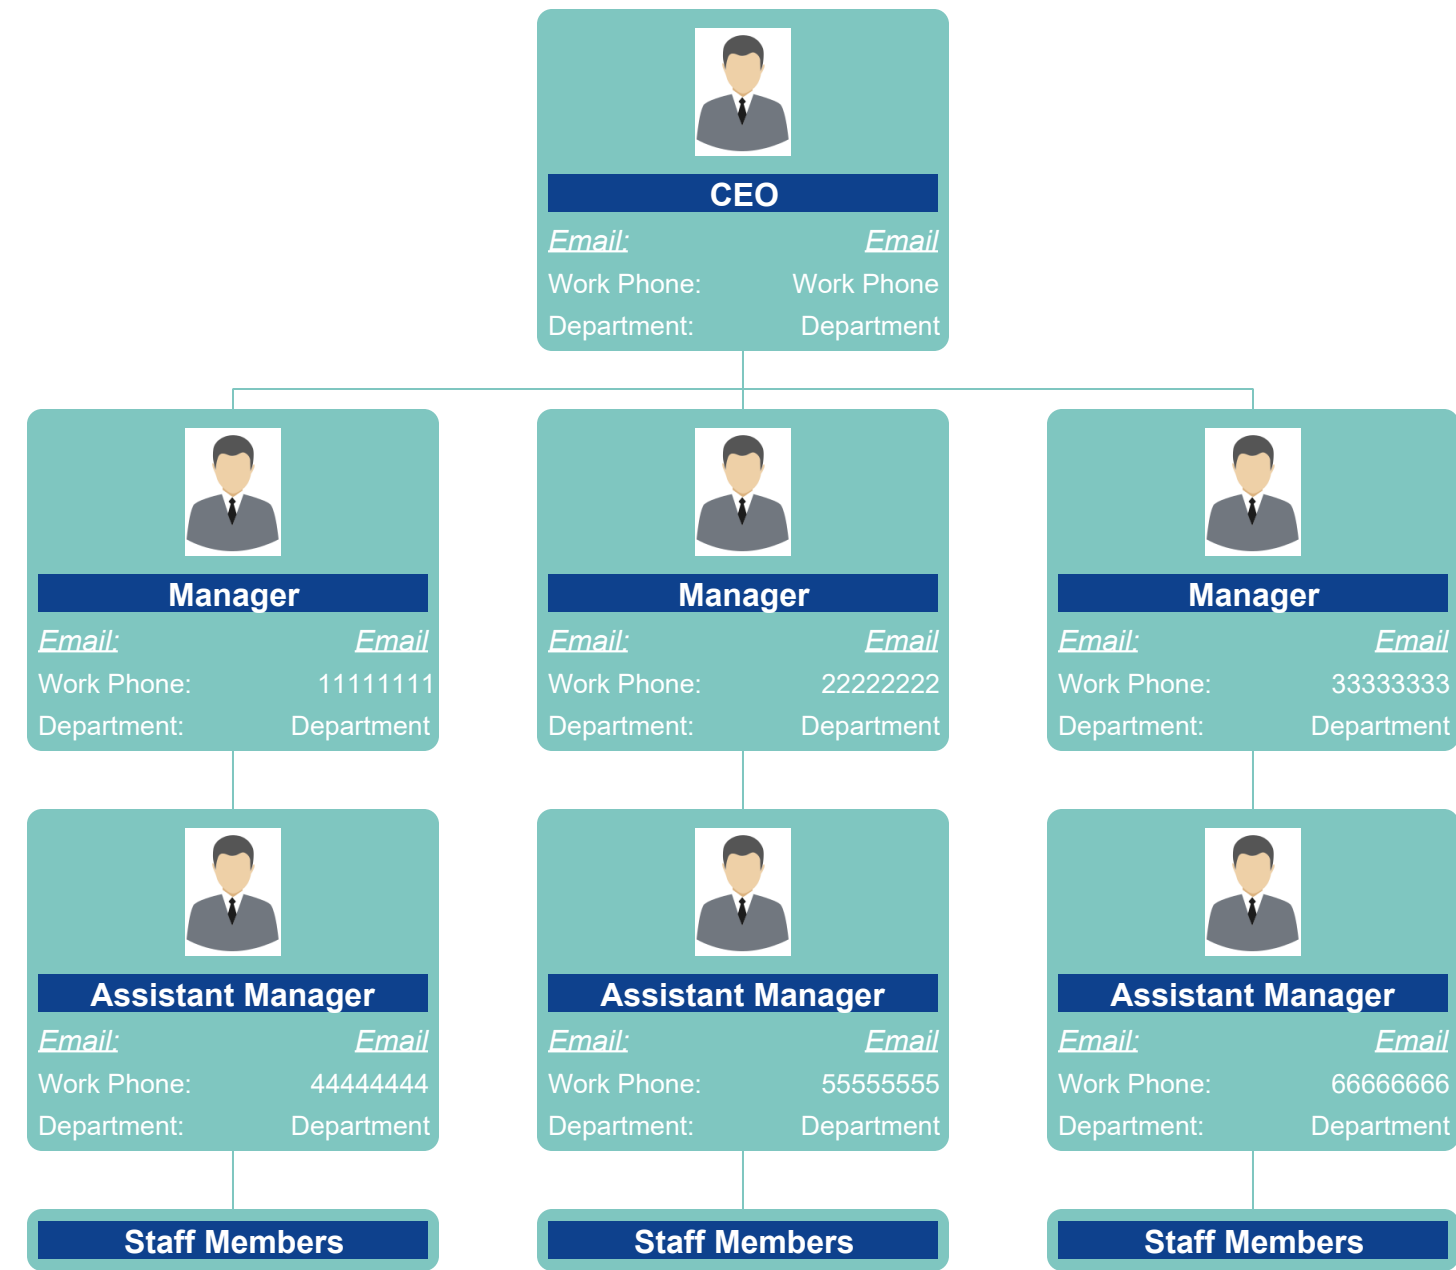 CEO
Email: Email
Work Phone: Work Phone
Department: Department
Manager Manager Manager
Email: Email Email: Email Email: Email
Work Phone: 11111111 Work Phone: 22222222 Work Phone: 33333333
Department: Department Department: Department Department: Department
Assistant Manager Assistant Manager Assistant Manager
Email: Email Email: Email Email: Email
Work Phone: 44444444 Work Phone: 55555555 Work Phone: 66666666
Department: Department Department: Department Department: Department
Staff Members Staff Members Staff Members